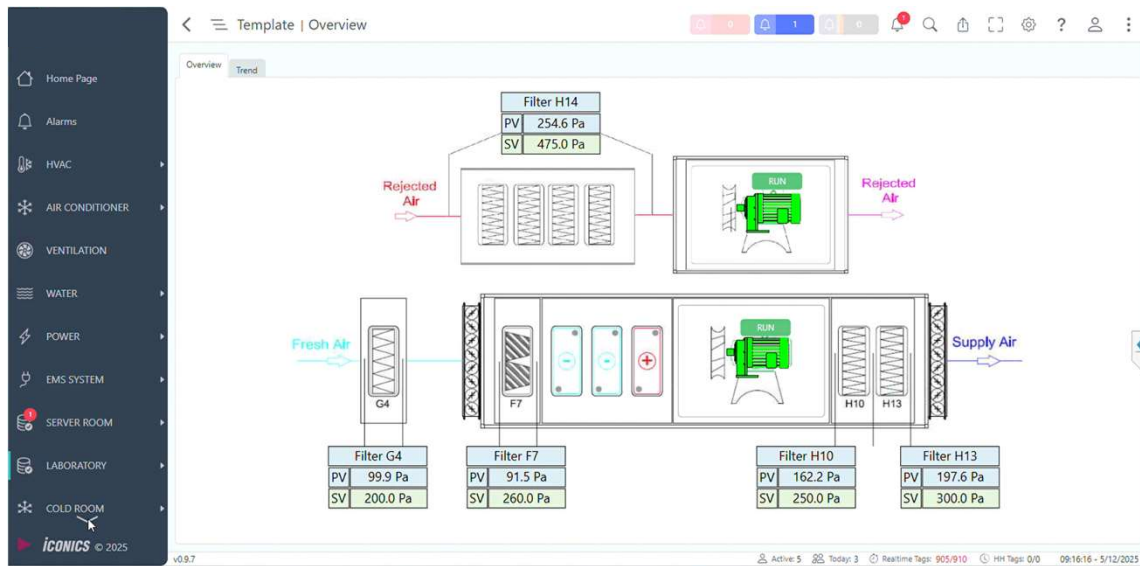 Template | Overview
0
1
0
1
Overview
Trend
Home Page
Alarms
HVAC
AIR CONDITIONER
VENTILATION
WATER
POWER
EMS SYSTEM
1
SERVER ROOM
LABORATORY
COLD ROOM
ICONICS © 2025
Filter H14
PV 254.6 Pa
SV 475.0 Pa
Rejected
Air
RUN
Rejected
Air
Fresh Air
G4
F7
RUN
H10
H13
Supply Air
Filter G4
PV 99.9 Pa
SV 200.0 Pa
Filter F7
PV 91.5 Pa
SV 260.0 Pa
Filter H10
PV 162.2 Pa
SV 250.0 Pa
Filter H13
PV 197.6 Pa
SV 300.0 Pa
v0.9.7
Active: 5 Today: 3 Realtime Tags: 905/910 HH Tags: 0/0 09:16:16 - 5/12/2025